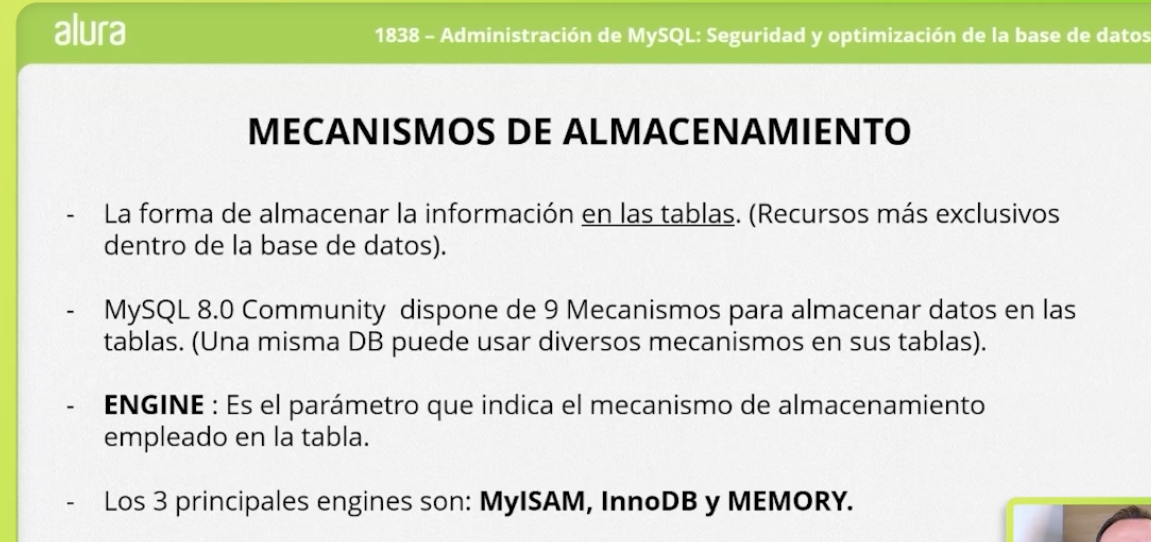 alura
1838 – Administración de MySQL: Seguridad y optimización de la base de datos
MECANISMOS DE ALMACENAMIENTO
- La forma de almacenar la información en las tablas. (Recursos más exclusivos
dentro de la base de datos).
- MySQL 8.0 Community dispone de 9 Mecanismos para almacenar datos en las
tablas. (Una misma DB puede usar diversos mecanismos en sus tablas).
- ENGINE : Es el parámetro que indica el mecanismo de almacenamiento
empleado en la tabla.
- Los 3 principales engines son: MyISAM, InnoDB y MEMORY.